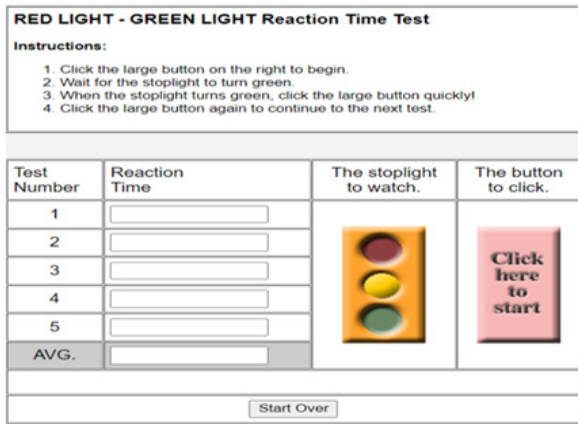 RED LIGHT - GREEN LIGHT Reaction Time Test
Instructions:
1. Click the large button on the right to begin.
2. Wait for the stoplight to turn green.
3. When the stoplight turns green, click the large button quickly!
4. Click the large button again to continue to the next test.
Test
Number
Reaction
Time
The stoplight
to watch.
The button
to click.
1
2
3
4
5
AVG.
Click
here
to
start
Start Over